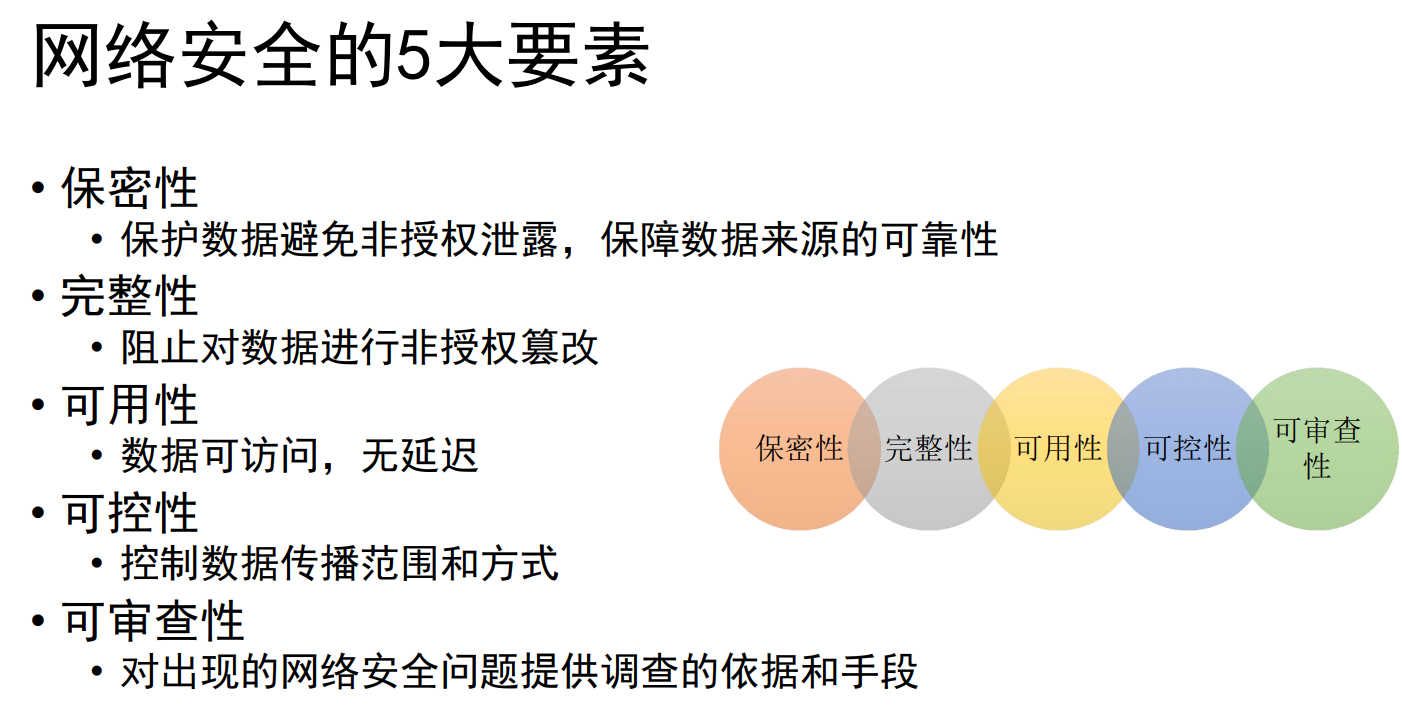 网络安全的5大要素
• 保密性
• 保护数据避免非授权泄露，保障数据来源的可靠性
• 完整性
• 阻止对数据进行非授权篡改
• 可用性
• 数据可访问，无延迟
• 可控性
• 控制数据传播范围和方式
• 可审查性
• 对出现的网络安全问题提供调查的依据和手段
保密性
完整性
可用性
可控性
可审查
性